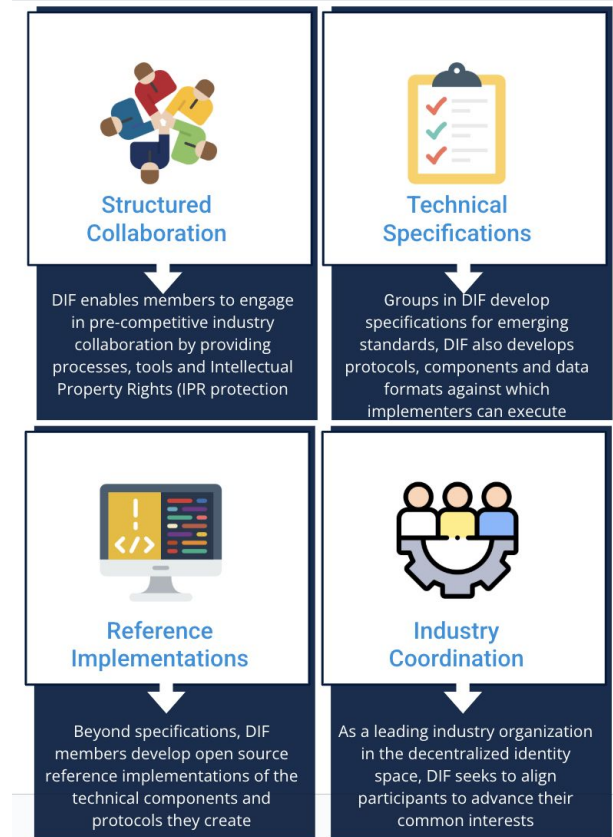 Structured
Collaboration
DIF enables members to engage
in pre-competitive industry
collaboration by providing
processes, tools and Intellectual
Property Rights (IPR protection
Technical
Specifications
Groups in DIF develop
specifications for emerging
standards, DIF also develops
protocols, components and data
formats against which
implementers can execute
Reference
Implementations
Beyond specifications, DIF
members develop open source
reference implementations of the
technical components and
protocols they create
Industry
Coordination
As a leading industry organization
in the decentralized identity
space, DIF seeks to align
participants to advance their
common interests